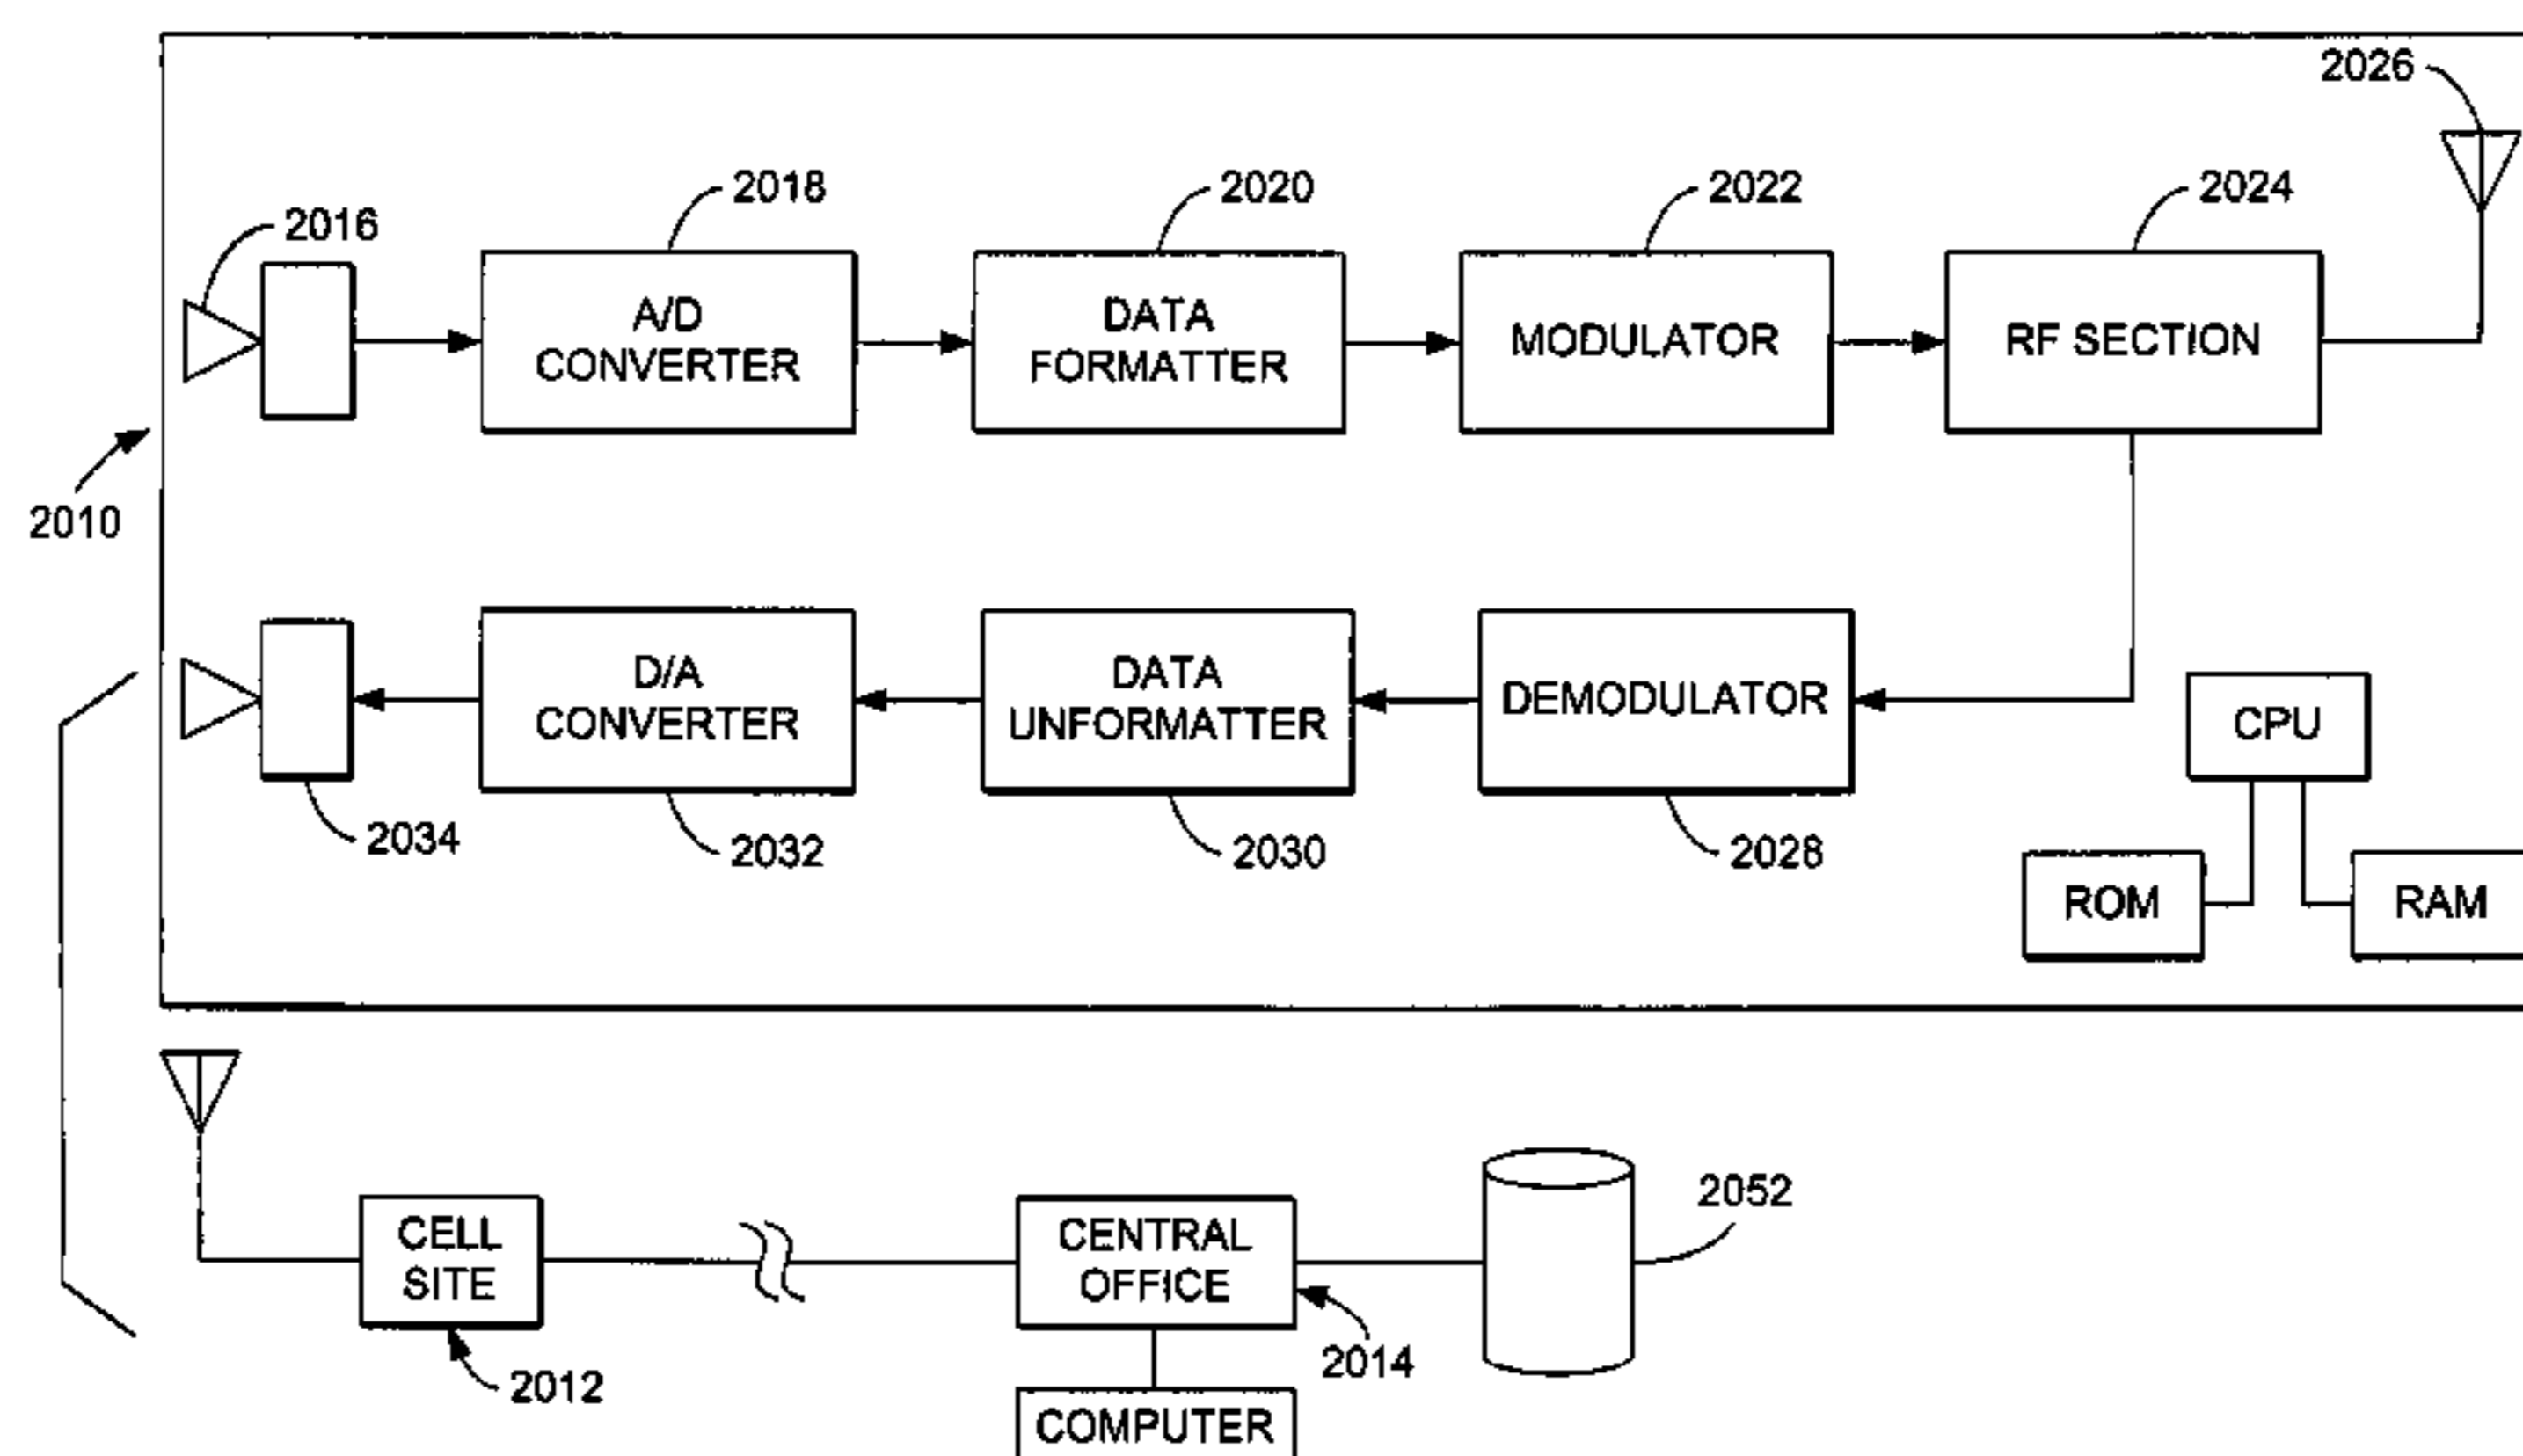 2026
2016
2018
2020
2022
2024
A/D
CONVERTER
DATA
FORMATTER
MODULATOR
RF SECTION
2010
D/A
CONVERTER
DATA
UNFORMATTER
DEMODULATOR
CPU
2034
2032
2030
2028
ROM
RAM
CELL
SITE
CENTRAL
OFFICE
2052
2012
2014
COMPUTER